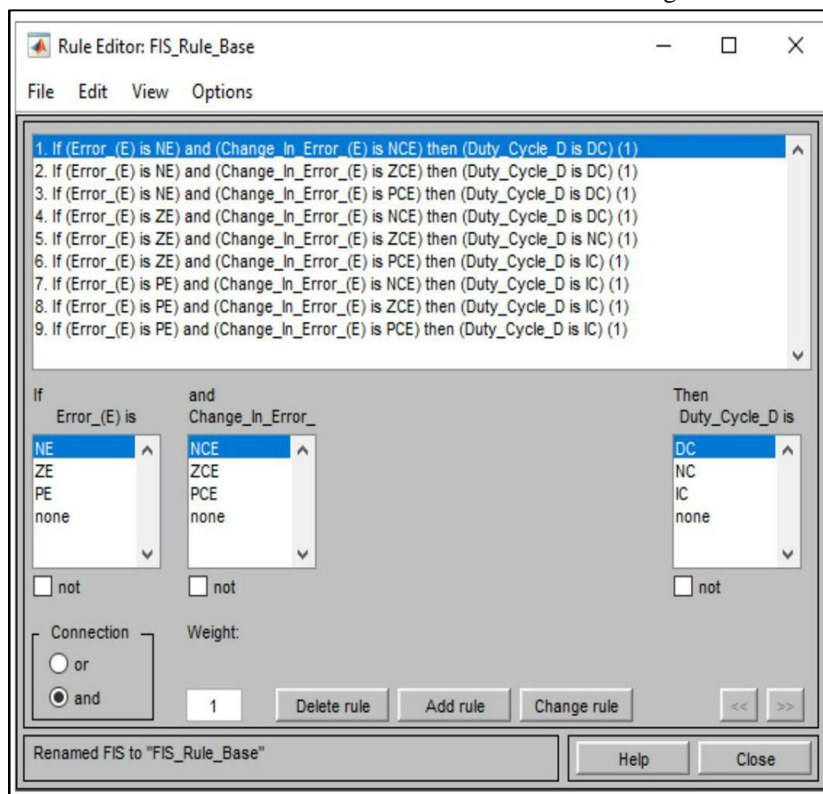 Rule Editor: FIS_Rule_Base
File Edit View Options
1. If (Error_(E) is NE) and (Change_In_Error_(E) is NCE) then (Duty_Cycle_D is DC) (1)
2. If (Error_(E) is NE) and (Change_In_Error_(E) is ZCE) then (Duty_Cycle_D is DC) (1)
3. If (Error_(E) is NE) and (Change_In_Error_(E) is PCE) then (Duty_Cycle_D is DC) (1)
4. If (Error_(E) is ZE) and (Change_In_Error_(E) is NCE) then (Duty_Cycle_D is DC) (1)
5. If (Error_(E) is ZE) and (Change_In_Error_(E) is ZCE) then (Duty_Cycle_D is NC) (1)
6. If (Error_(E) is ZE) and (Change_In_Error_(E) is PCE) then (Duty_Cycle_D is IC) (1)
7. If (Error_(E) is PE) and (Change_In_Error_(E) is NCE) then (Duty_Cycle_D is IC) (1)
8. If (Error_(E) is PE) and (Change_In_Error_(E) is ZCE) then (Duty_Cycle_D is IC) (1)
9. If (Error_(E) is PE) and (Change_In_Error_(E) is PCE) then (Duty_Cycle_D is IC) (1)
If and Then
Error_(E) is Change_In_Error_ Duty_Cycle_D is
NE NCE DC
ZE ZCE NC
PE PCE IC
none none none
not not not
Connection Weight:
or
and 1 Delete rule Add rule Change rule << >>
Renamed FIS to "FIS_Rule_Base" Help Close